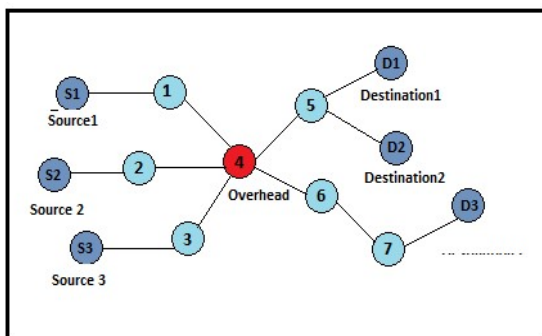 S1
Source1
1
S2
Source 2
2
S3
Source 3
3
4
Overhead
5
D1
Destination1
D2
Destination2
6
7
D3